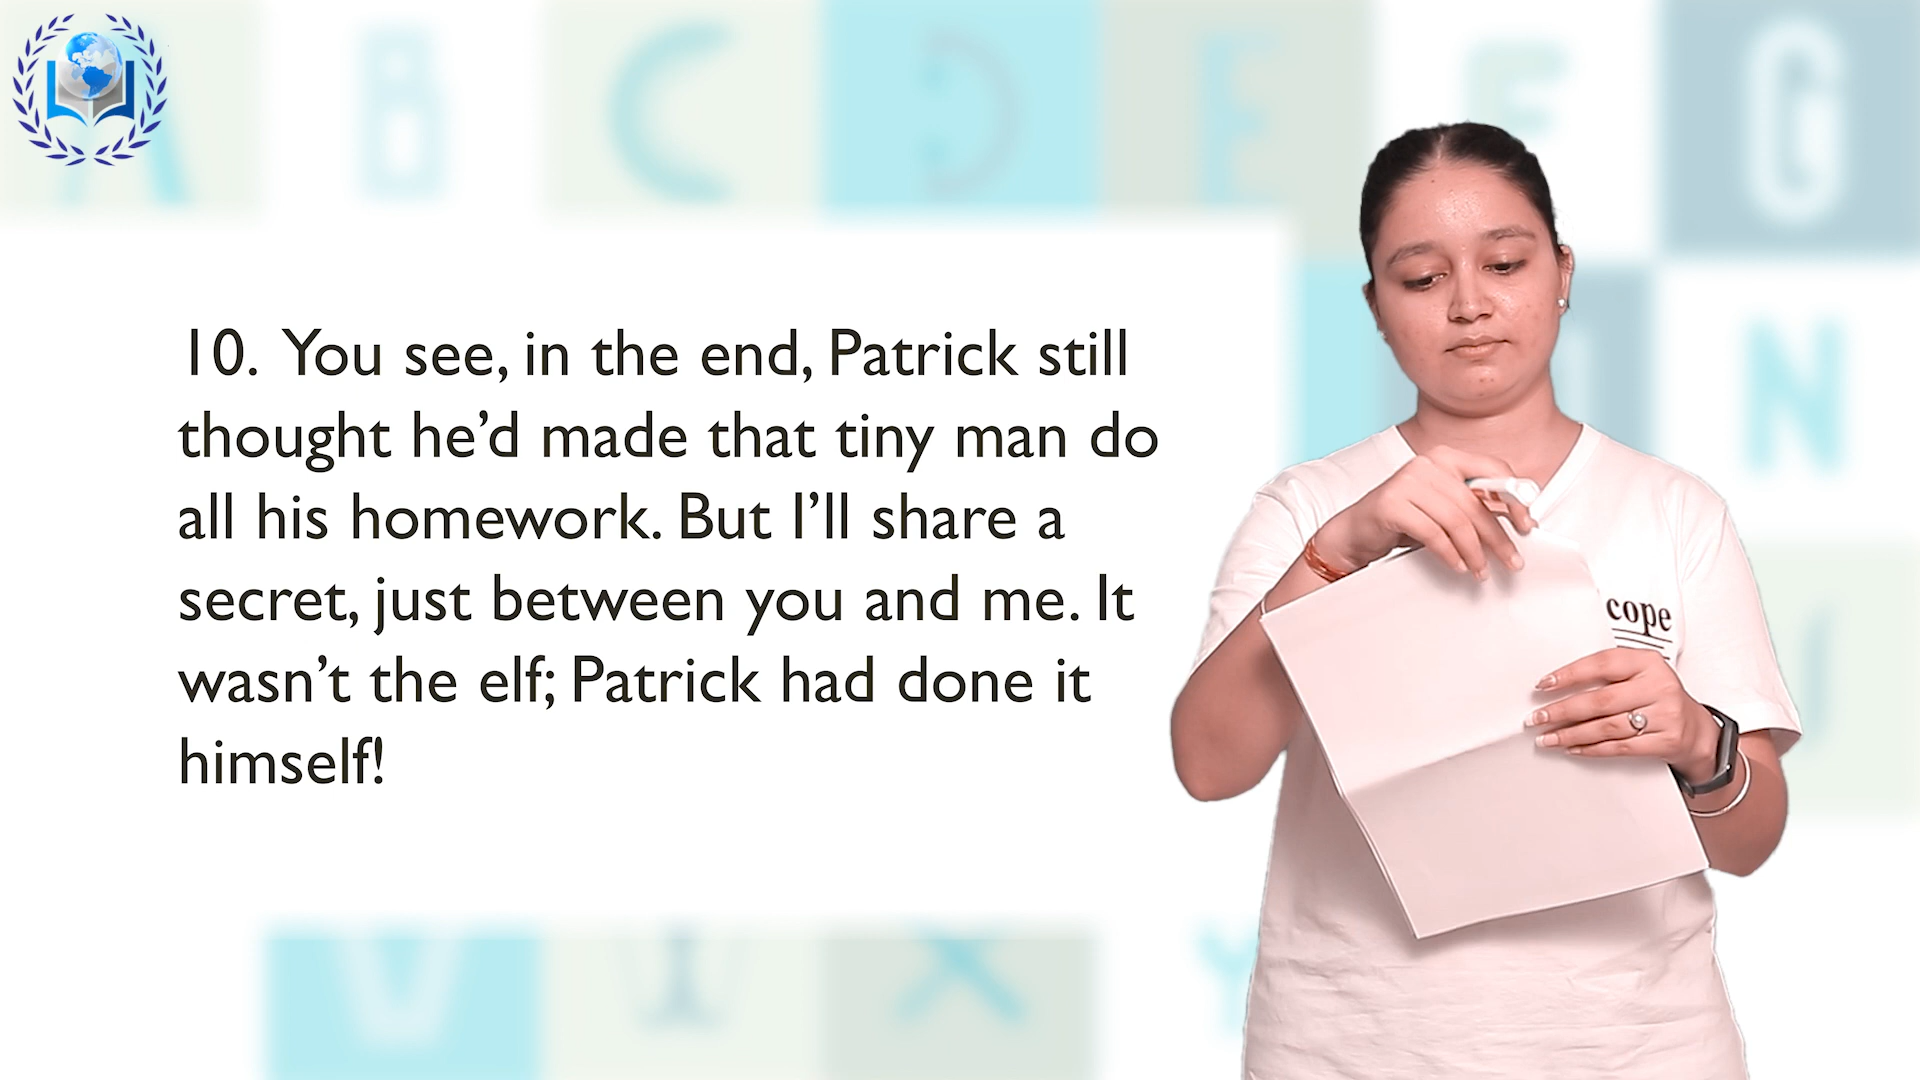 A B C D E F G
10. You see, in the end, Patrick still
thought he’d made that tiny man do
all his homework. But I’ll share a
secret, just between you and me. It
wasn’t the elf; Patrick had done it
himself!
cope
N
V X Y